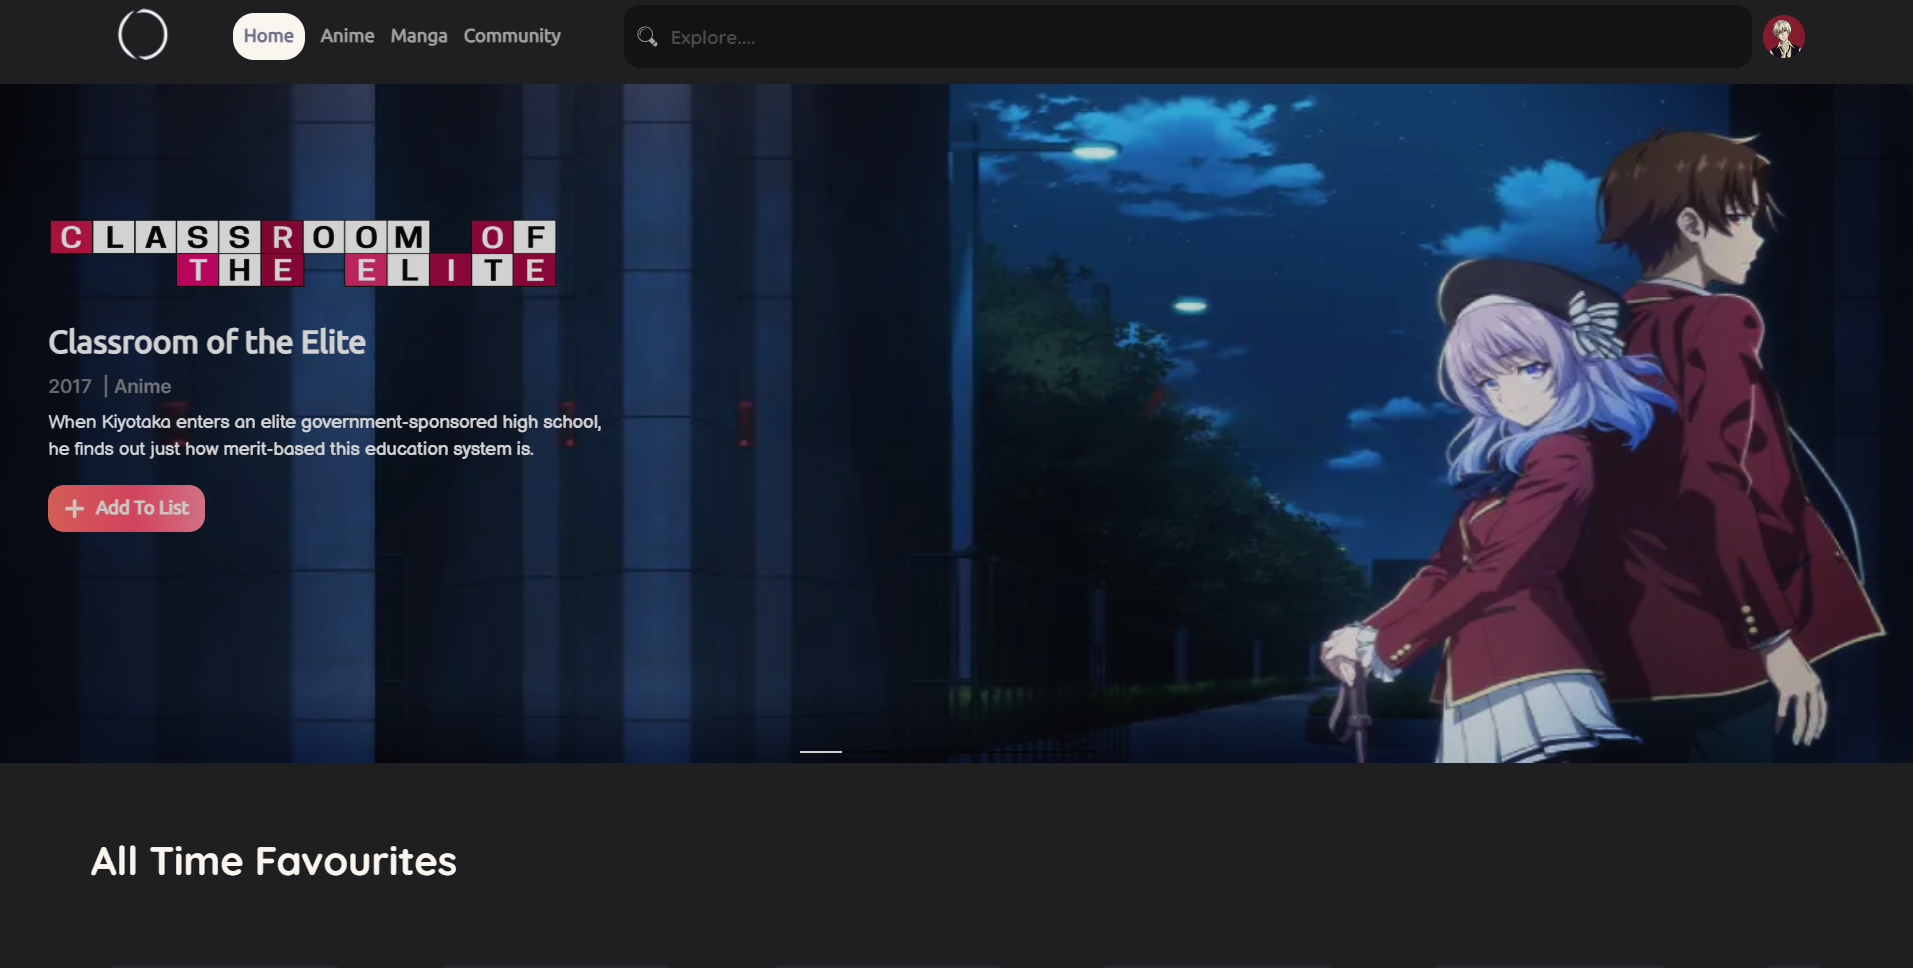 Home Anime Manga Community Explore....
CLASSROOM OF
THE ELITE
Classroom of the Elite
2017 | Anime
When Kiyotaka enters an elite government-sponsored high school,
he finds out just how merit-based this education system is.
+ Add To List
All Time Favourites